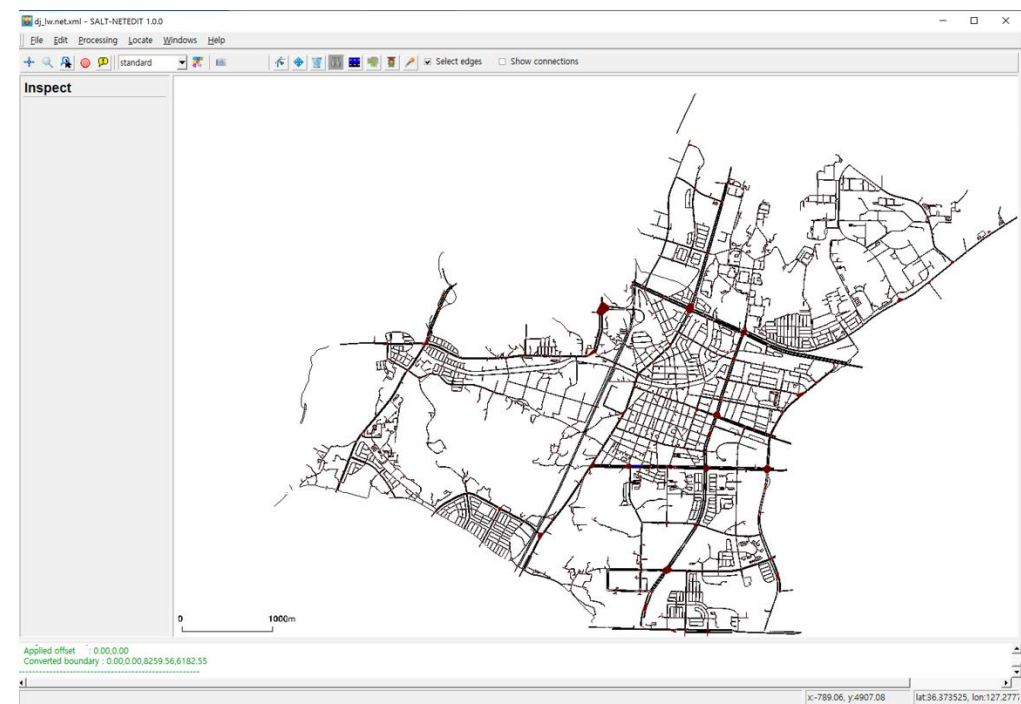 dj_lw.net.xml - SALT-NETEDIT 1.0.0
File Edit Processing Locate Windows Help
standard Select edges Show connections
Inspect
0 1000m
Applied offset : 0.00,0.00
Converted boundary : 0.00,0.00,8259.56,6182.55
x:-789.06, y:4907.08 lat:36.373525, lon:127.2777